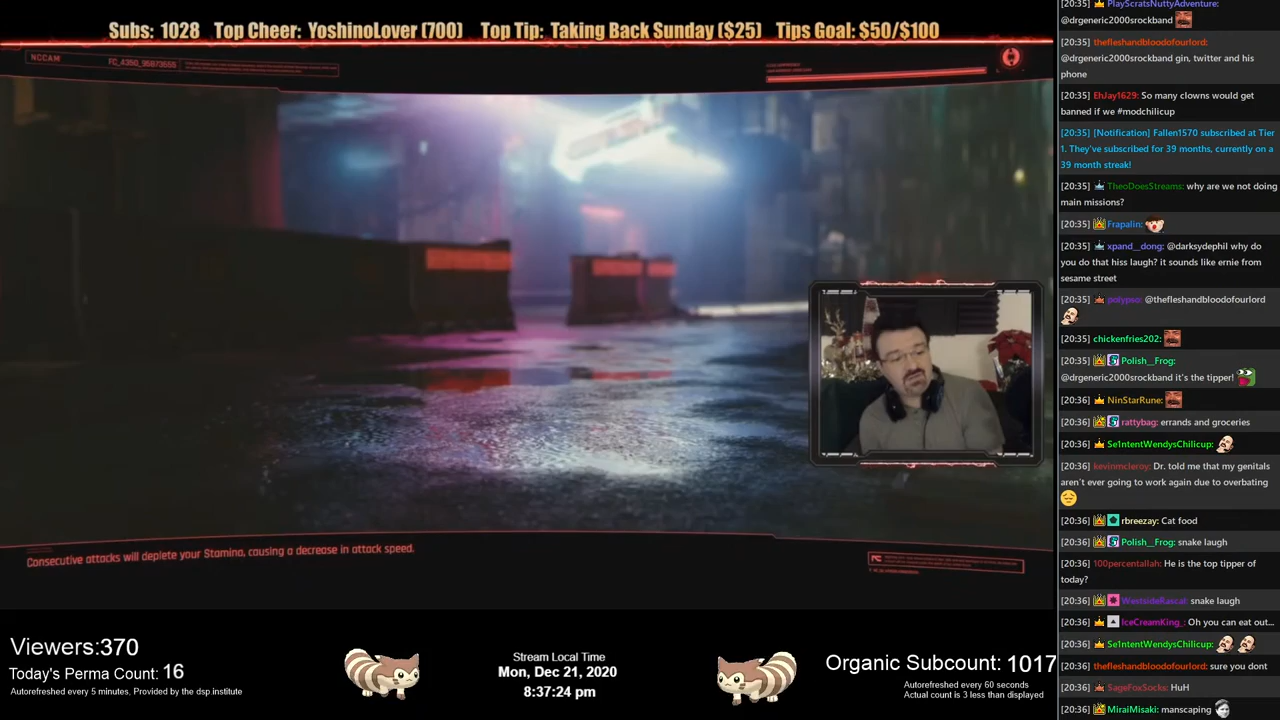 Subs: 1028 Top Cheer: YoshinoLover (700) Top Tip: Taking Back Sunday ($25) Tips Goal: $50/$100
NCCAM
FC_4350_95873555
Consecutive attacks will deplete your Stamina, causing a decrease in attack speed.
Viewers:370
Today's Perma Count: 16
Autorefreshed every 5 minutes, Provided by the dsp institute
Stream Local Time
Mon, Dec 21, 2020
8:37:24 pm
Organic Subcount: 1017
Autorefreshed every 60 seconds
Actual count is 3 less than displayed
[20:35] PlayScratsNuttyAdventure:
@drgeneric2000srockband
[20:35] thefleshandbloodofourlord:
@drgeneric2000srockband gin, twitter and his
phone
[20:35] EhJay1629: So many clowns would get
banned if we #modchilicup
[20:35] [Notification] Fallen1570 subscribed at Tier
1. They've subscribed for 39 months, currently on a
39 month streak!
[20:35] TheoDoesStreams: why are we not doing
main missions?
[20:35] Frapalin:
[20:35] xpand__dong: @darksydephil why do
you do that hiss laugh? it sounds like ernie from
sesame street
[20:35] polypso: @thefleshandbloodofourlord
[20:35] chickenfries202:
[20:35] Polish__Frog:
@drgeneric2000srockband it's the tipper!
[20:36] NinStarRune:
[20:36] rattybag: errands and groceries
[20:36] Se1ntentWendysChilicup:
[20:36] kevinmcleroy: Dr. told me that my genitals
aren't ever going to work again due to overbating
[20:36] rbreezay: Cat food
[20:36] Polish__Frog: snake laugh
[20:36] 100percentallah: He is the top tipper of
today?
[20:36] WestsideRascal: snake laugh
[20:36] IceCreamKing_: Oh you can eat out...
[20:36] Se1ntentWendysChilicup:
[20:36] thefleshandbloodofourlord: sure you dont
[20:36] SageFoxSocks: HuH
[20:36] MiraiMisaki: manscaping